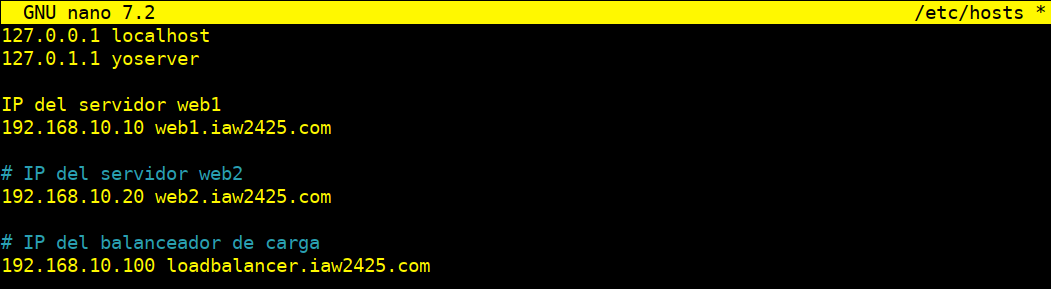 GNU nano 7.2 /etc/hosts *
127.0.0.1 localhost
127.0.1.1 yoserver
IP del servidor web1
192.168.10.10 web1.iaw2425.com
# IP del servidor web2
192.168.10.20 web2.iaw2425.com
# IP del balanceador de carga
192.168.10.100 loadbalancer.iaw2425.com